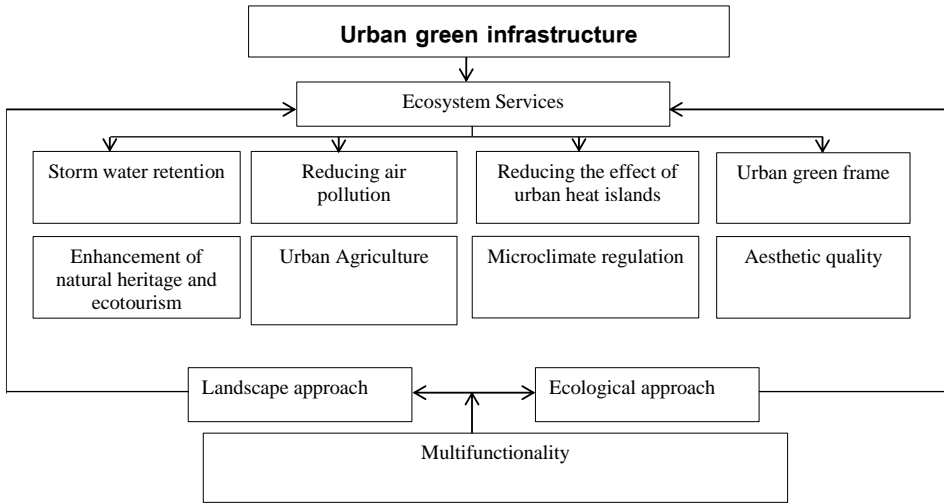 Urban green infrastructure
Ecosystem Services
Storm water retention
Reducing air
pollution
Reducing the effect of
urban heat islands
Urban green frame
Enhancement of
natural heritage and
ecotourism
Urban Agriculture
Microclimate regulation
Aesthetic quality
Landscape approach
Ecological approach
Multifunctionality